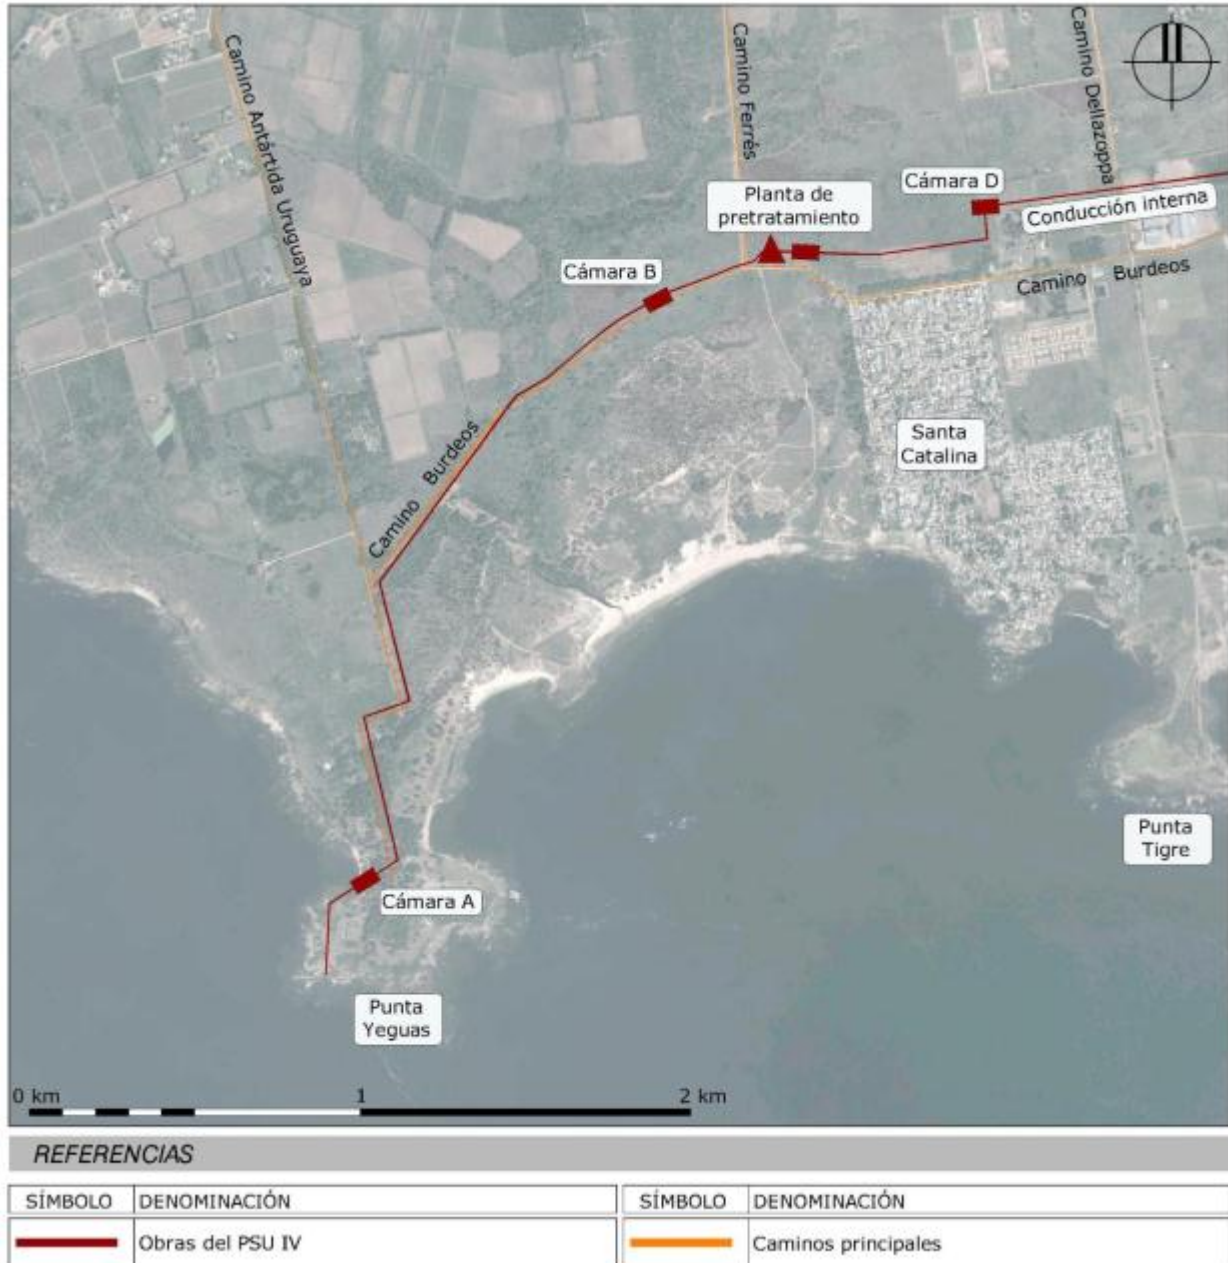 Camino Antártida Uruguaya
Camino Ferrés
Camino Dellazoppa
Cámara D
Planta de
pretratamiento
Conducción interna
Cámara B
Camino Burdeos
Santa
Catalina
Camino Burdeos
Punta
Tigre
Cámara A
Punta
Yeguas
0 km 1 2 km
REFERENCIAS
SÍMBOLO DENOMINACIÓN SÍMBOLO DENOMINACIÓN
Obras del PSU IV Caminos principales